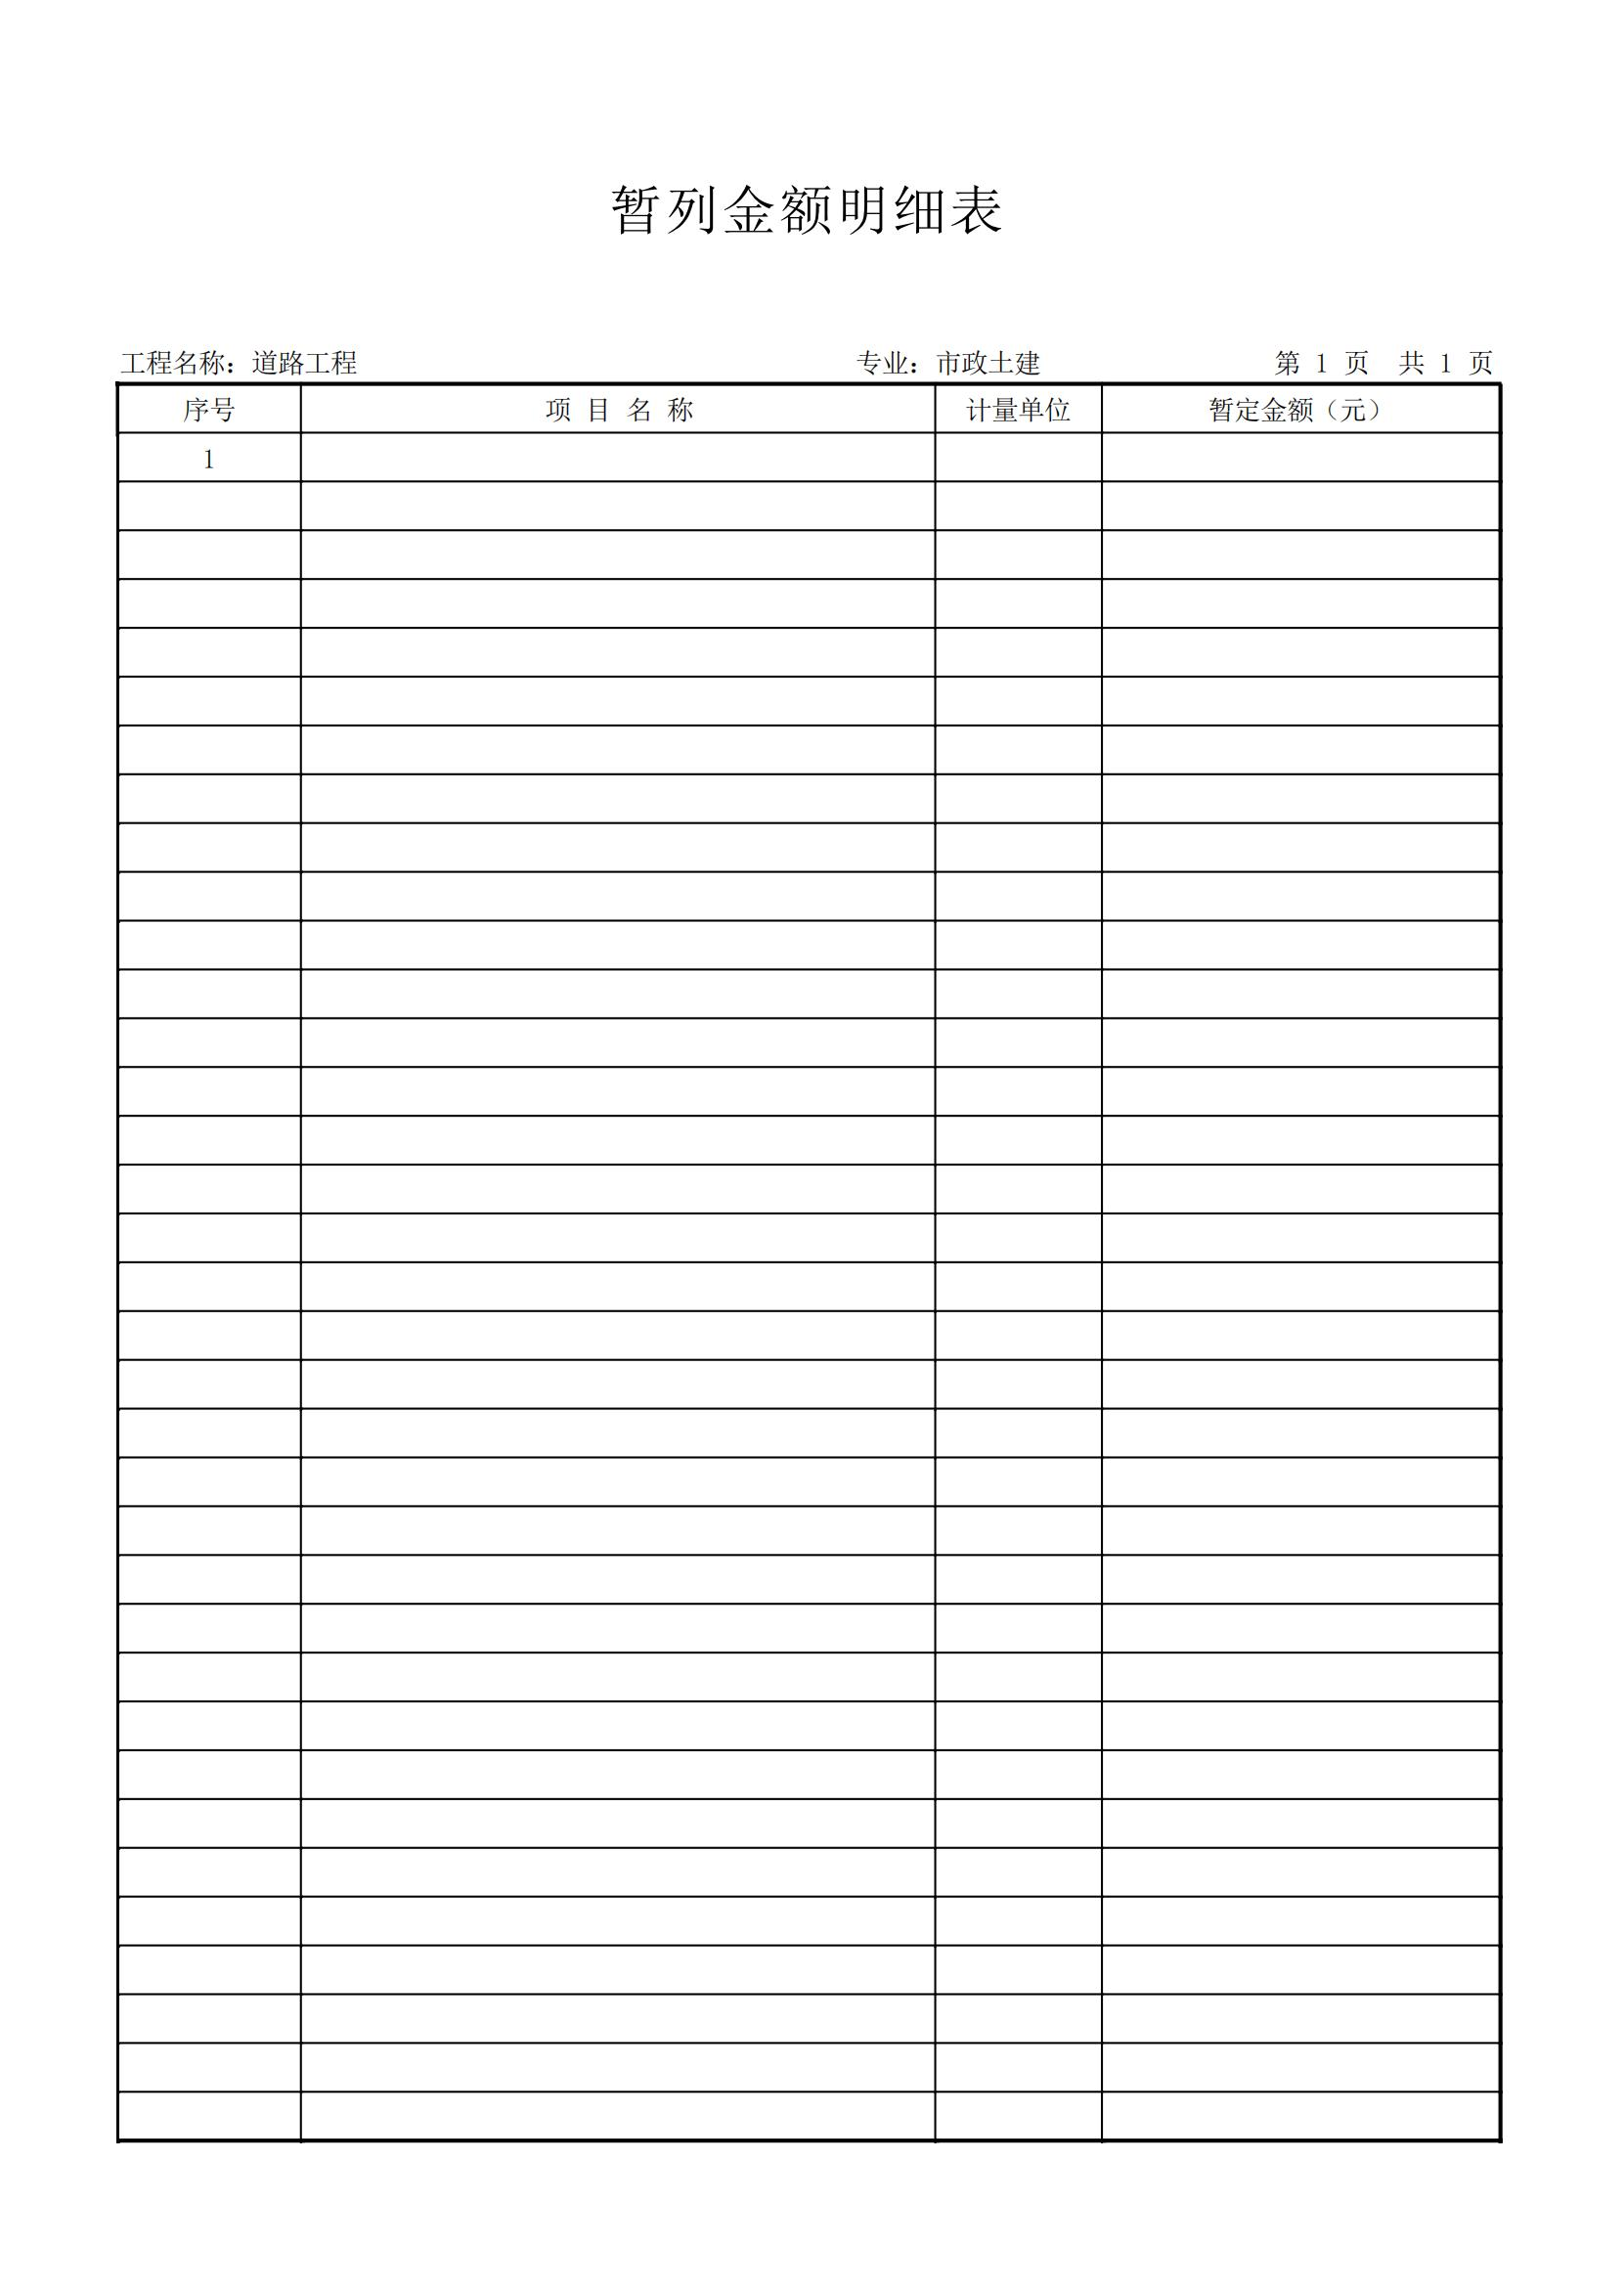 暂列金额明细表
工程名称：道路工程 专业：市政土建 第 1 页 共 1 页
序号 项 目 名 称 计量单位 暂定金额（元）
1